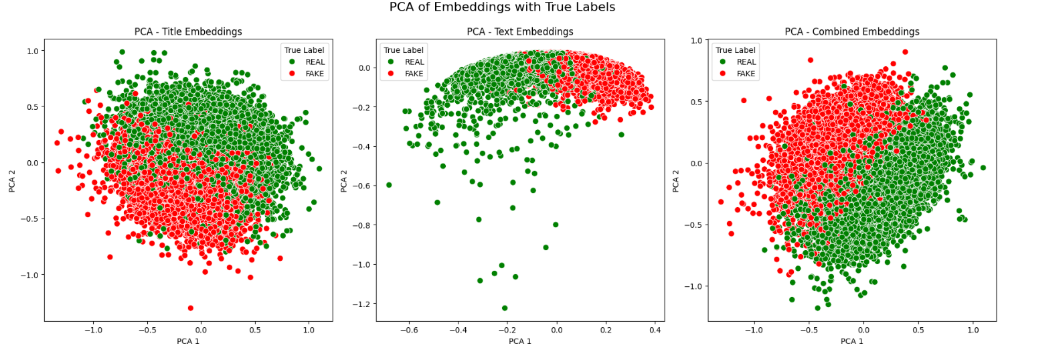 PCA of Embeddings with True Labels
PCA - Title Embeddings
True Label
REAL
FAKE
1.0
0.5
0.0
−0.5
−1.0
PCA 2
−1.0
−0.5
0.0
0.5
1.0
PCA 1
PCA - Text Embeddings
True Label
REAL
FAKE
0.0
−0.2
−0.4
−0.6
−0.8
−1.0
−1.2
PCA 2
−0.6
−0.4
−0.2
0.0
0.2
0.4
PCA 1
PCA - Combined Embeddings
True Label
REAL
FAKE
1.0
0.5
0.0
−0.5
−1.0
PCA 2
−1.0
−0.5
0.0
0.5
1.0
PCA 1